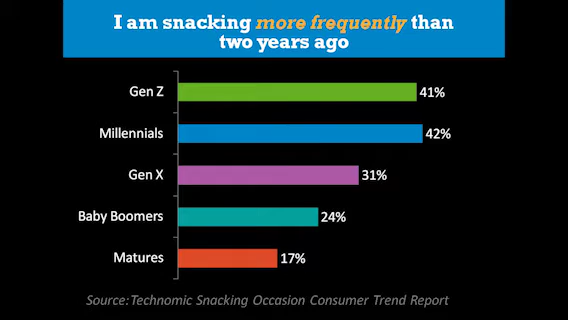 I am snacking more frequently than
two years ago
Gen Z 41%
Millennials 42%
Gen X 31%
Baby Boomers 24%
Matures 17%
Source: Technomic Snacking Occasion Consumer Trend Report